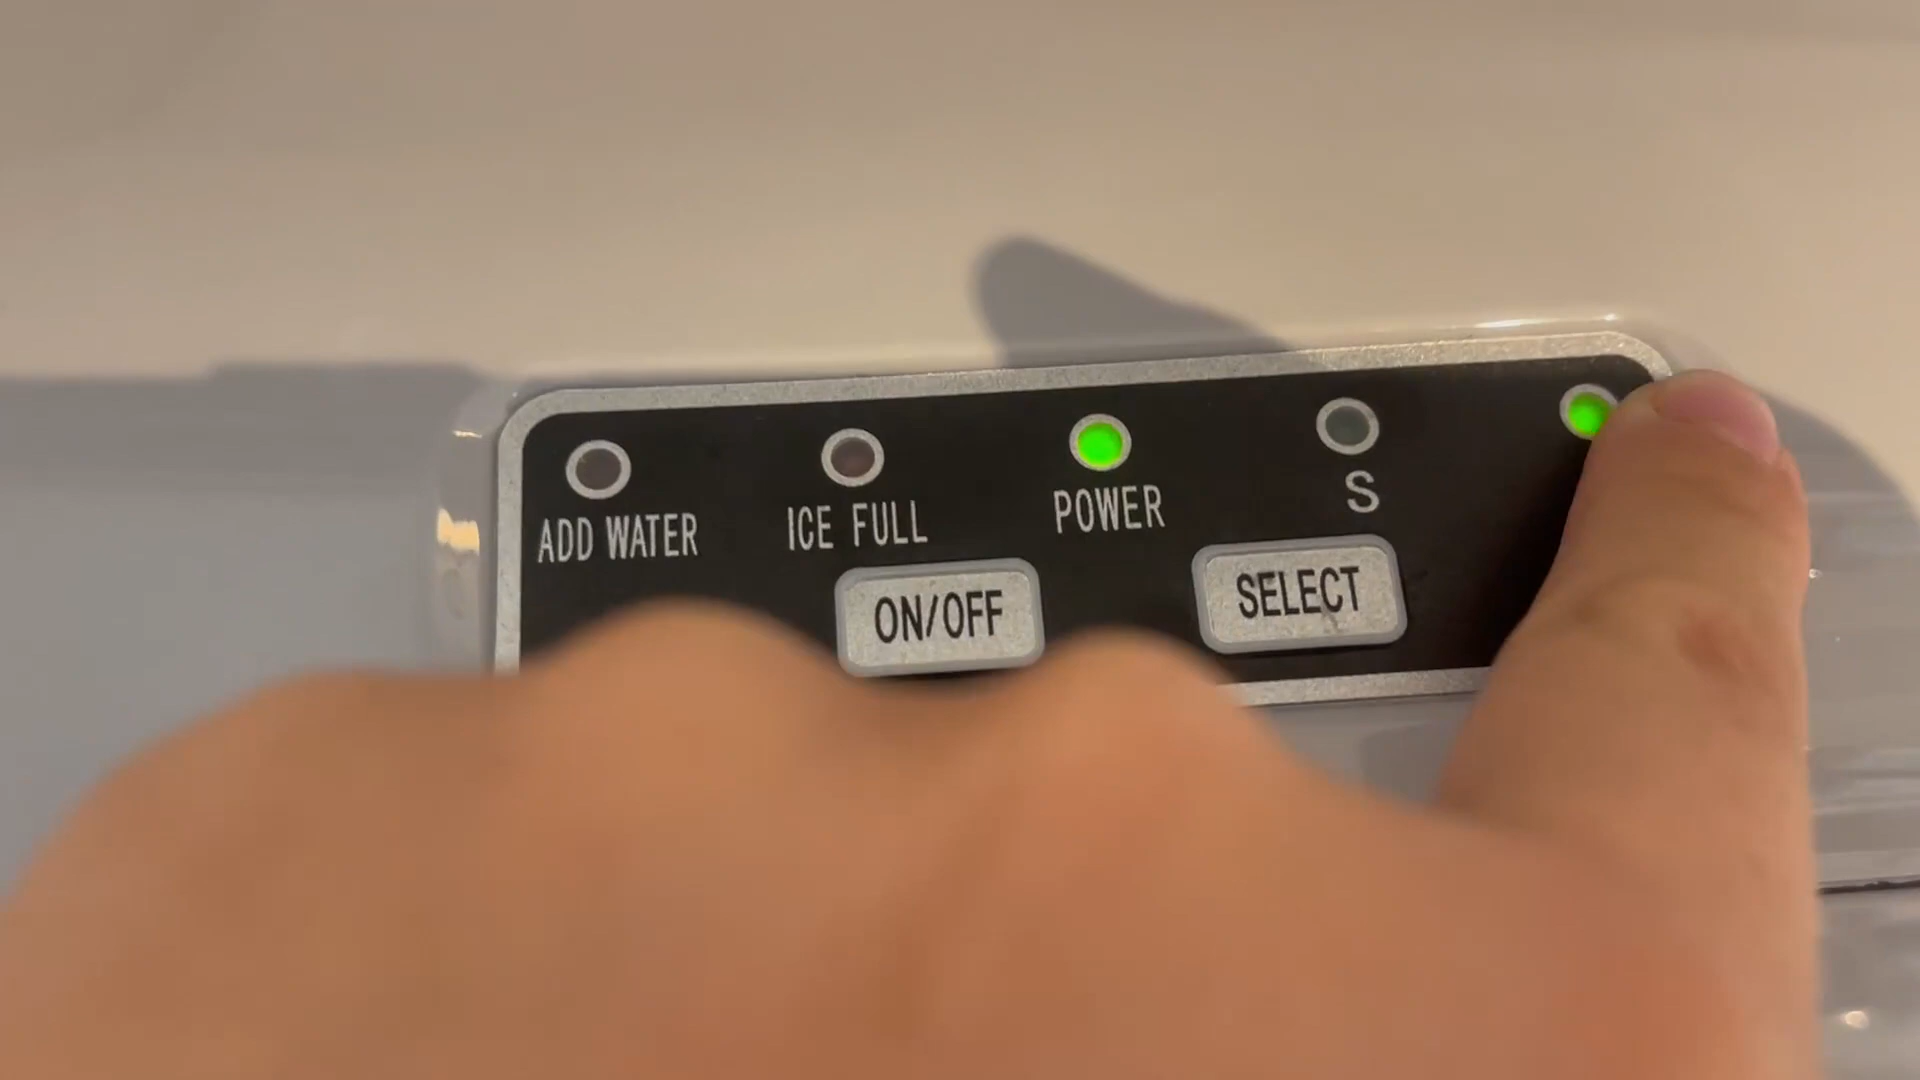 ADD WATER
ICE FULL
POWER
S
ON/OFF
SELECT